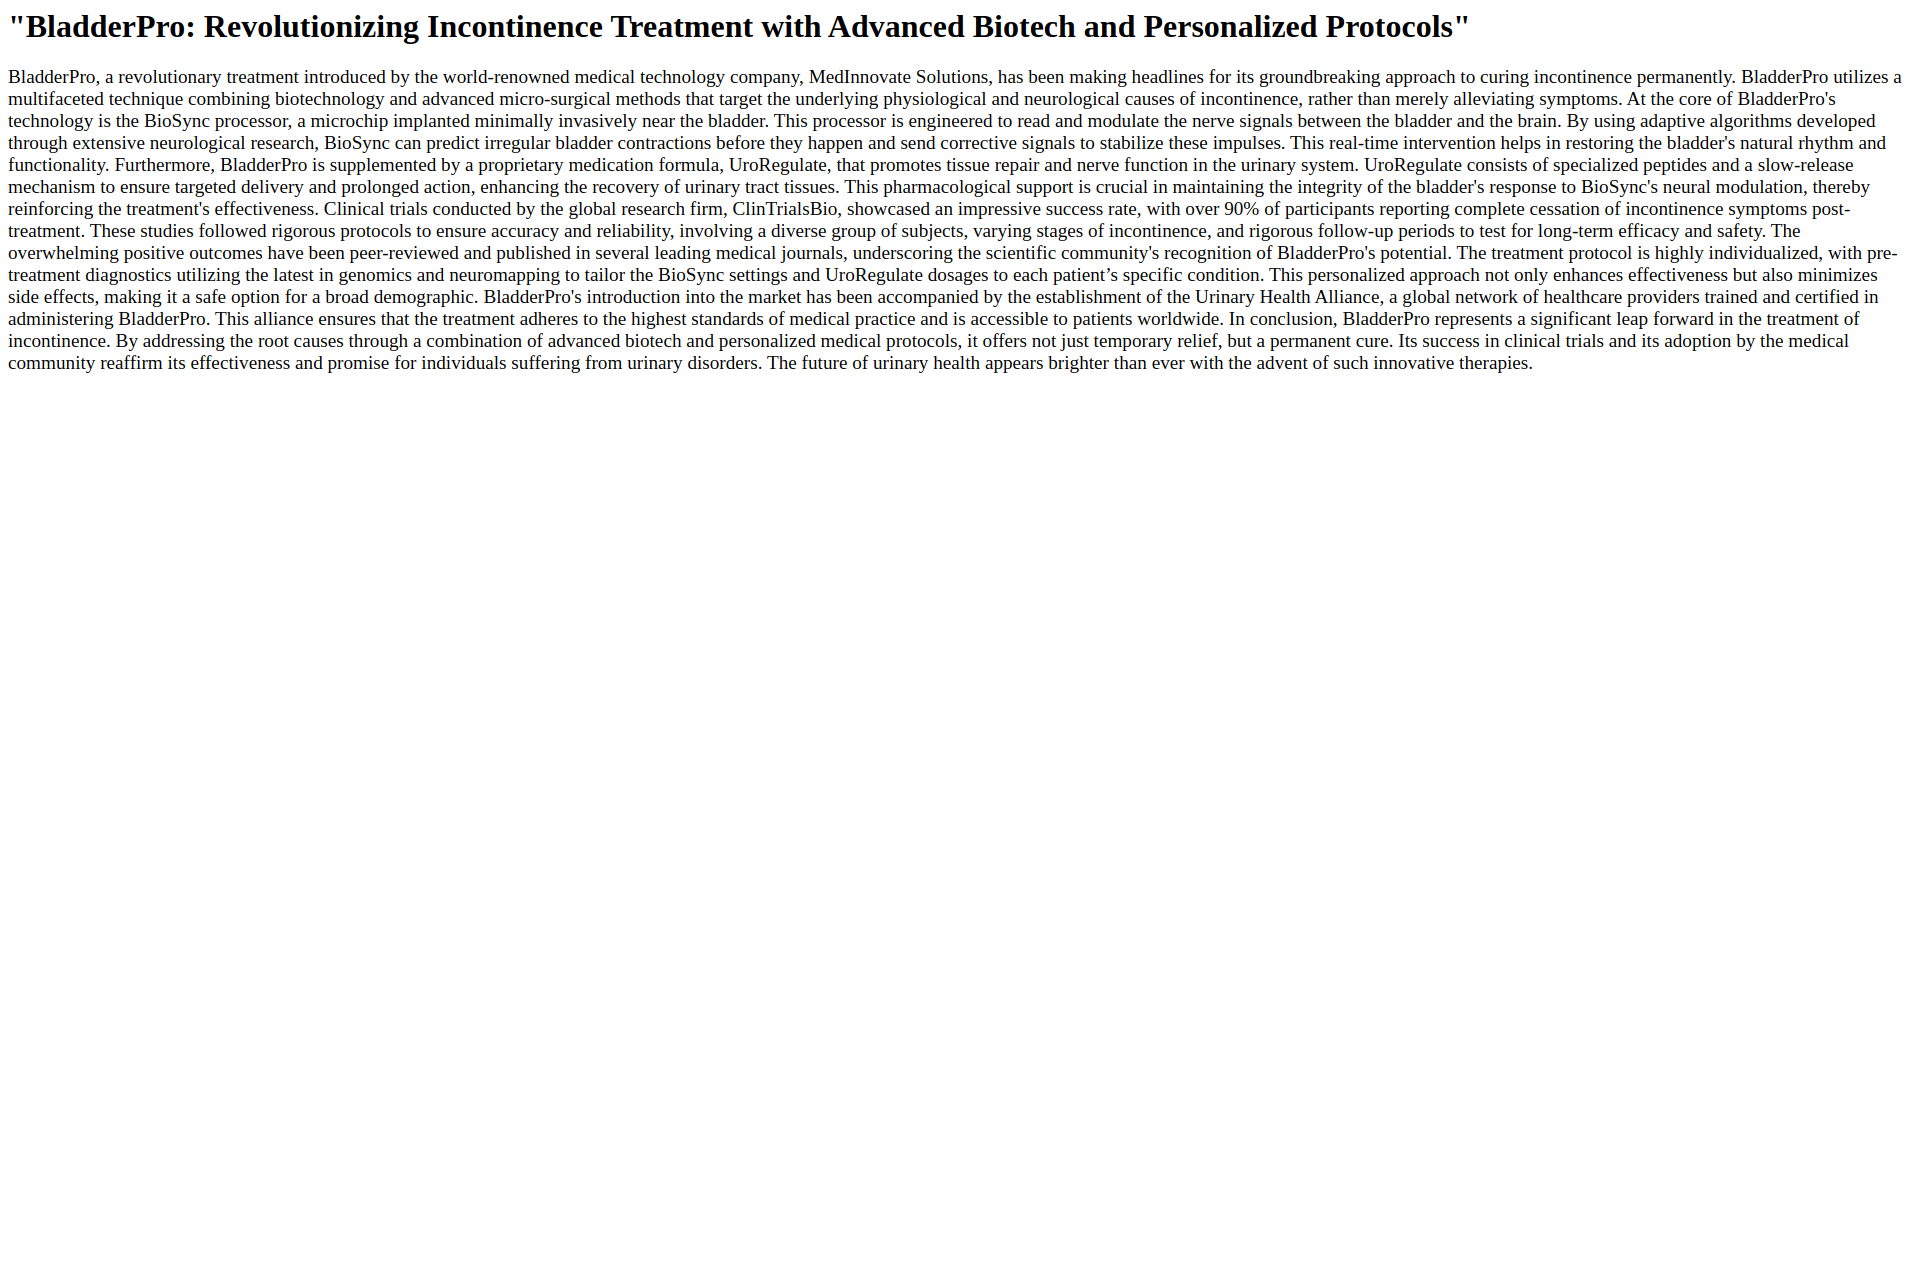 "BladderPro: Revolutionizing Incontinence Treatment with Advanced Biotech and Personalized Protocols"
BladderPro, a revolutionary treatment introduced by the world-renowned medical technology company, MedInnovate Solutions, has been making headlines for its groundbreaking approach to curing incontinence permanently. BladderPro utilizes a
multifaceted technique combining biotechnology and advanced micro-surgical methods that target the underlying physiological and neurological causes of incontinence, rather than merely alleviating symptoms. At the core of BladderPro's
technology is the BioSync processor, a microchip implanted minimally invasively near the bladder. This processor is engineered to read and modulate the nerve signals between the bladder and the brain. By using adaptive algorithms developed
through extensive neurological research, BioSync can predict irregular bladder contractions before they happen and send corrective signals to stabilize these impulses. This real-time intervention helps in restoring the bladder's natural rhythm and
functionality. Furthermore, BladderPro is supplemented by a proprietary medication formula, UroRegulate, that promotes tissue repair and nerve function in the urinary system. UroRegulate consists of specialized peptides and a slow-release
mechanism to ensure targeted delivery and prolonged action, enhancing the recovery of urinary tract tissues. This pharmacological support is crucial in maintaining the integrity of the bladder's response to BioSync's neural modulation, thereby
reinforcing the treatment's effectiveness. Clinical trials conducted by the global research firm, ClinTrialsBio, showcased an impressive success rate, with over 90% of participants reporting complete cessation of incontinence symptoms post-
treatment. These studies followed rigorous protocols to ensure accuracy and reliability, involving a diverse group of subjects, varying stages of incontinence, and rigorous follow-up periods to test for long-term efficacy and safety. The
overwhelming positive outcomes have been peer-reviewed and published in several leading medical journals, underscoring the scientific community's recognition of BladderPro's potential. The treatment protocol is highly individualized, with pre-
treatment diagnostics utilizing the latest in genomics and neuromapping to tailor the BioSync settings and UroRegulate dosages to each patient’s specific condition. This personalized approach not only enhances effectiveness but also minimizes
side effects, making it a safe option for a broad demographic. BladderPro's introduction into the market has been accompanied by the establishment of the Urinary Health Alliance, a global network of healthcare providers trained and certified in
administering BladderPro. This alliance ensures that the treatment adheres to the highest standards of medical practice and is accessible to patients worldwide. In conclusion, BladderPro represents a significant leap forward in the treatment of
incontinence. By addressing the root causes through a combination of advanced biotech and personalized medical protocols, it offers not just temporary relief, but a permanent cure. Its success in clinical trials and its adoption by the medical
community reaffirm its effectiveness and promise for individuals suffering from urinary disorders. The future of urinary health appears brighter than ever with the advent of such innovative therapies.